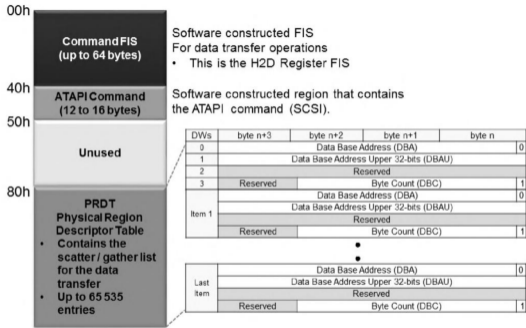 00h
Command FIS
(up to 64 bytes)
Software constructed FIS
For data transfer operations
• This is the H2D Register FIS
40h
ATAPI Command
(12 to 16 bytes)
Software constructed region that contains
the ATAPI command (SCSI).
50h
Unused
80h
PRDT
Physical Region
Descriptor Table
• Contains the
scatter / gather list
for the data
transfer
• Up to 65 535
entries
DWs byte n+3 byte n+2 byte n+1 byte n
0 Data Base Address (DBA) 0
1 Data Base Address Upper 32-bits (DBAU)
2 Reserved
3 Reserved Byte Count (DBC) 1
Item 1
Data Base Address (DBA) 0
Data Base Address Upper 32-bits (DBAU)
Reserved
Reserved Byte Count (DBC) 1
•
•
Last
Item
Data Base Address (DBA) 0
Data Base Address Upper 32-bits (DBAU)
Reserved
Reserved Byte Count (DBC) 1